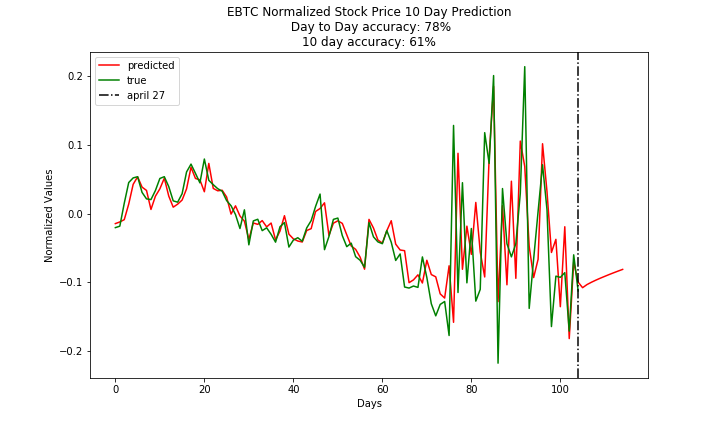 EBTC Normalized Stock Price 10 Day Prediction
Day to Day accuracy: 78%
10 day accuracy: 61%
predicted
true
april 27
Normalized Values
0.2
0.1
0.0
−0.1
−0.2
0 20 40 60 80 100
Days